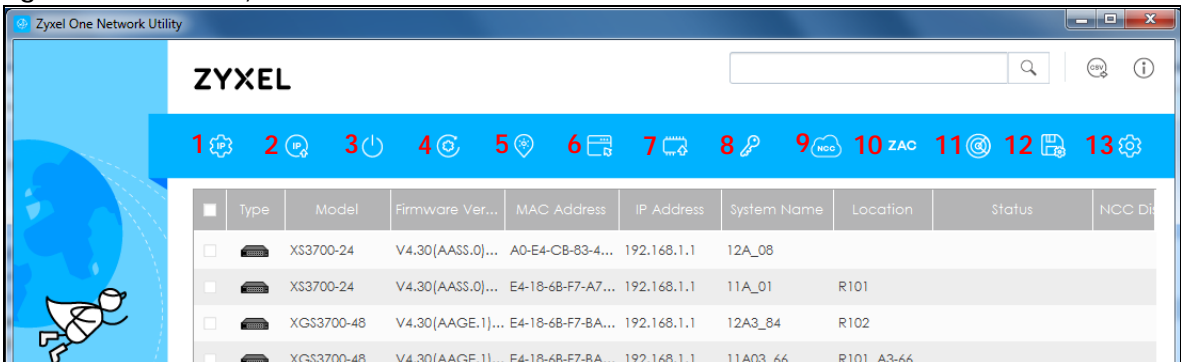 Zyxel One Network Utility
ZYXEL
CSV
1 IP 2 IP 3 4 5 6 7 8 9 NCC 10 ZAC 11 12 13
Type Model Firmware Ver... MAC Address IP Address System Name Location Status NCC Di
XS3700-24 V4.30(AASS.0)... A0-E4-CB-83-4... 192.168.1.1 12A_08
XS3700-24 V4.30(AASS.0)... E4-18-6B-F7-A7... 192.168.1.1 11A_01 R101
XGS3700-48 V4.30(AAGE.1)... E4-18-6B-F7-BA... 192.168.1.1 12A3_84 R102
XGS3700-48 V4.30(AAGE.1)... E4-18-6B-F7-BA... 192.168.1.1 11A03_66 R101_A3-66